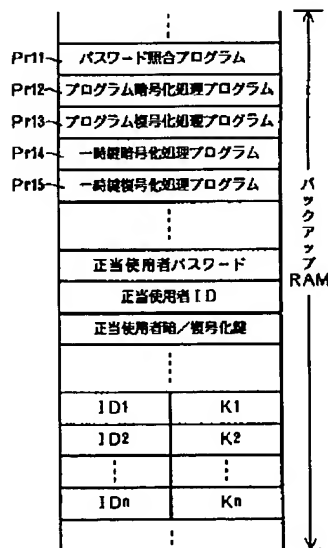 Pr11 パスワード照合プログラム
Pr12 プログラム暗号化処理プログラム
Pr13 プログラム復号化処理プログラム
Pr14 一時鍵暗号化処理プログラム
Pr15 一時鍵復号化処理プログラム
正当使用者パスワード
正当使用者ID
正当使用者暗/復号化鍵
ID1 K1
ID2 K2
IDn Kn
バックアップRAM